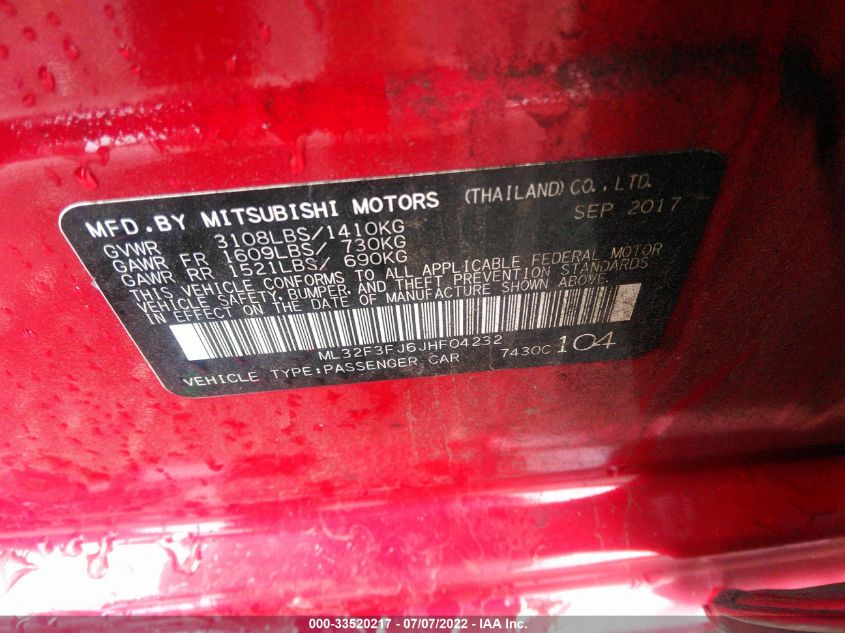 MFD.BY MITSUBISHI MOTORS (THAILAND) CO., LTD.
SEP 2017
GVWR 3108LBS/1410KG
GAWR FR 1609LBS/ 730KG
GAWR RR 1521LBS/ 690KG
THIS VEHICLE CONFORMS TO ALL APPLICABLE FEDERAL MOTOR
VEHICLE SAFETY, BUMPER, AND THEFT PREVENTION STANDARDS
IN EFFECT ON THE DATE OF MANUFACTURE SHOWN ABOVE.
ML32F3FJ6JHF04232
VEHICLE TYPE:PASSENGER CAR 7430C 104
000-33520217 - 07/07/2022 - IAA Inc.